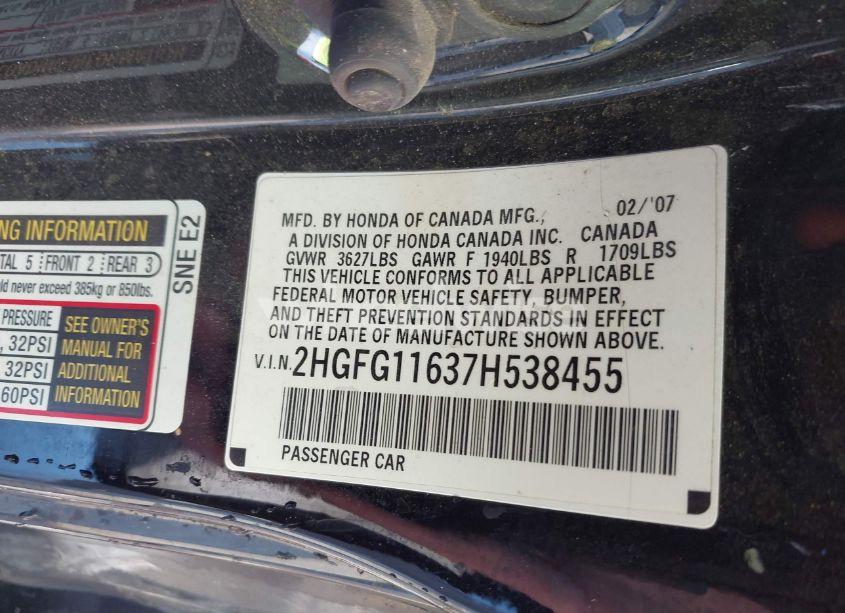 NG INFORMATION
TAL 5 FRONT 2 REAR 3
ld never exceed 385kg or 850lbs.
PRESSURE
, 32PSI
32PSI
60PSI
SEE OWNER'S
MANUAL FOR
ADDITIONAL
INFORMATION
SNE E2
MFD. BY HONDA OF CANADA MFG., 02/'07
A DIVISION OF HONDA CANADA INC. CANADA
GVWR 3627LBS GAWR F 1940LBS R 1709LBS
THIS VEHICLE CONFORMS TO ALL APPLICABLE
FEDERAL MOTOR VEHICLE SAFETY, BUMPER,
AND THEFT PREVENTION STANDARDS IN EFFECT
ON THE DATE OF MANUFACTURE SHOWN ABOVE.
V.I.N. 2HGFG11637H538455
PASSENGER CAR